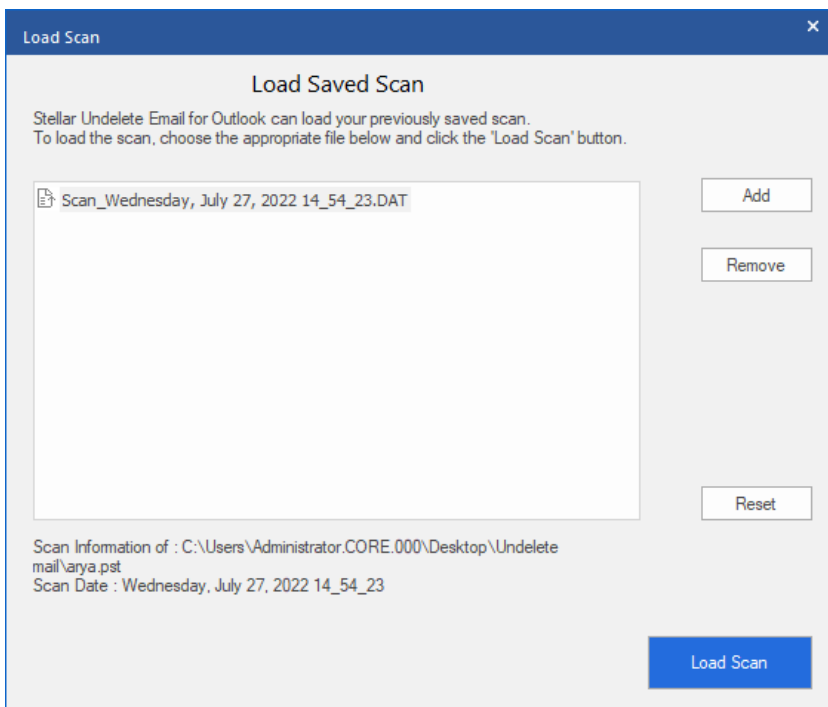 Load Scan
×
Load Saved Scan
Stellar Undelete Email for Outlook can load your previously saved scan.
To load the scan, choose the appropriate file below and click the 'Load Scan' button.
Scan_Wednesday, July 27, 2022 14_54_23.DAT
Add
Remove
Reset
Scan Information of : C:\Users\Administrator.CORE.000\Desktop\Undelete
mail\arya.pst
Scan Date : Wednesday, July 27, 2022 14_54_23
Load Scan